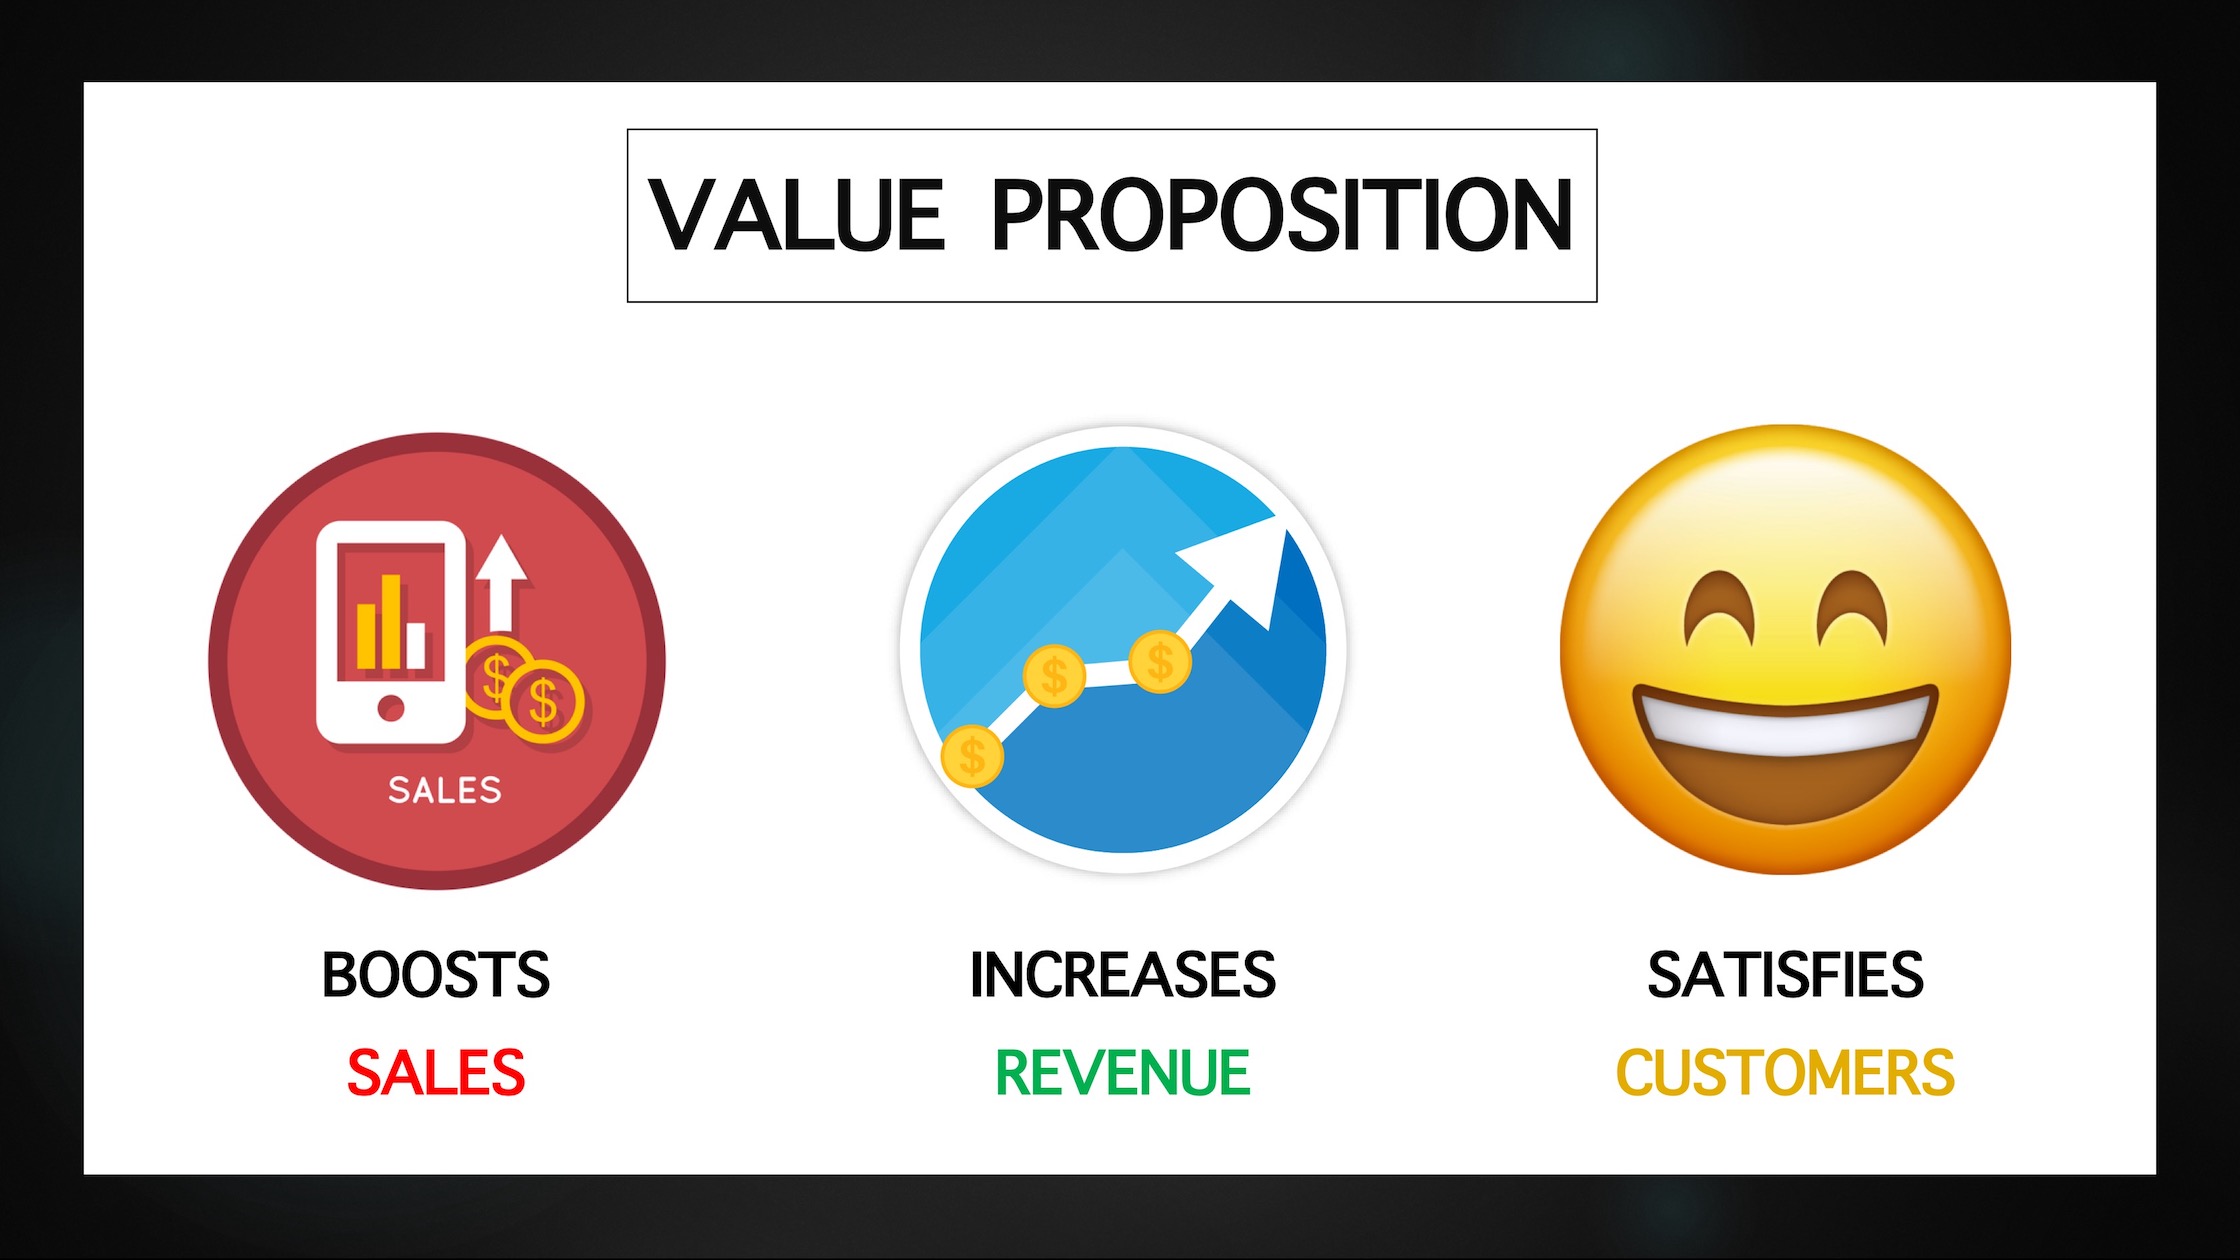 VALUE PROPOSITION
$ $
SALES
$ $ $
BOOSTS
SALES
INCREASES
REVENUE
SATISFIES
CUSTOMERS